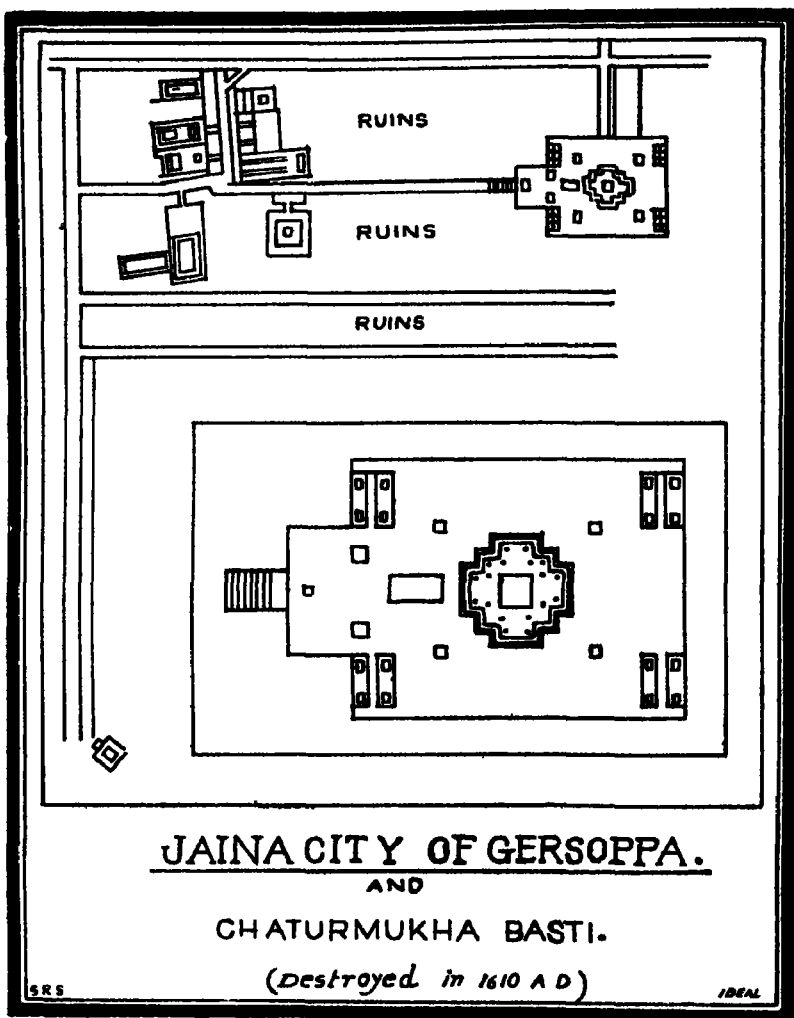 RUINS
RUINS
RUINS
JAINA CITY OF GERSOPPA.
AND
CHATURMUKHA BASTI.
(Destroyed in 1610 A D)
SRS
IDEAL